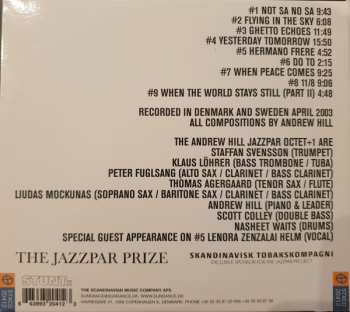 #1 NOT SA NO SA 9:43
#2 FLYING IN THE SKY 6:08
#3 GHETTO ECHOES 11:49
#4 YESTERDAY TOMORROW 15:50
#5 HERMANO FRERE 4:52
#6 DO TO 2:15
#7 WHEN PEACE COMES 9:25
#8 11/8 9:06
#9 WHEN THE WORLD STAYS STILL (PART II) 4:48
RECORDED IN DENMARK AND SWEDEN APRIL 2003
ALL COMPOSITIONS BY ANDREW HILL
THE ANDREW HILL JAZZPAR OCTET+1 ARE
STAFFAN SVENSSON (TRUMPET)
KLAUS LÖHRER (BASS TROMBONE / TUBA)
PETER FUGLSANG (ALTO SAX / CLARINET / BASS CLARINET)
THOMAS AGERGAARD (TENOR SAX / FLUTE)
LIUDAS MOCKUNAS (SOPRANO SAX / BARITONE SAX / CLARINET / BASS CLARINET)
ANDREW HILL (PIANO & LEADER)
SCOTT COLLEY (DOUBLE BASS)
NASHEET WAITS (DRUMS)
SPECIAL GUEST APPEARANCE ON #5 LENORA ZENZALAI HELM (VOCAL)
THE JAZZPAR PRIZE
SKANDINAVISK TOBAKSKOMPAGNI
STUNT
THE SCANDINAVIAN MUSIC COMPANY APS